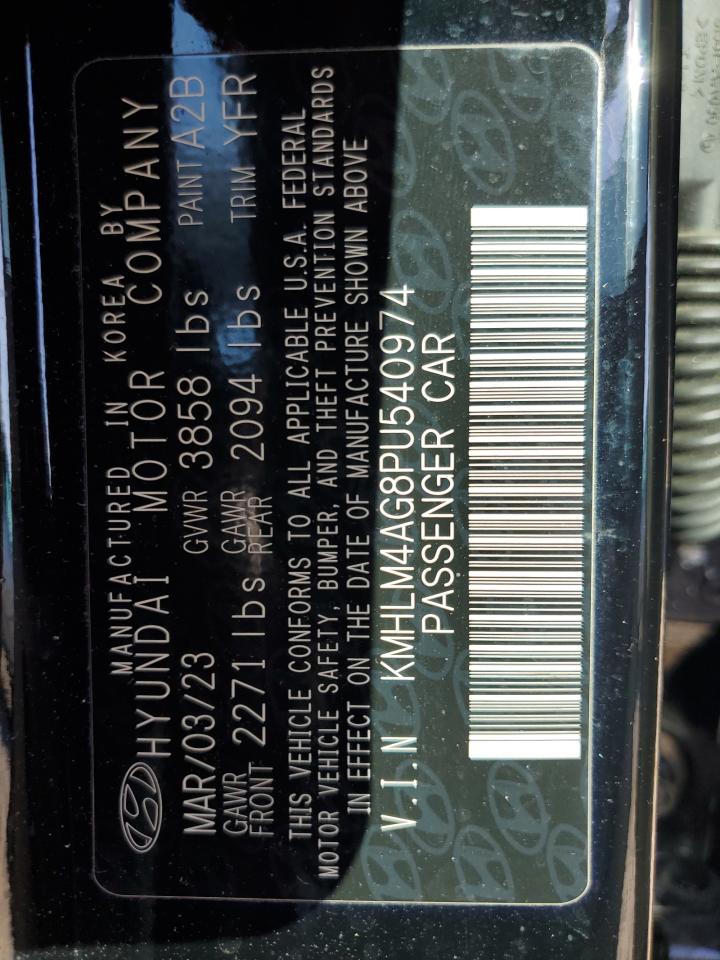 MANUFACTURED IN KOREA BY
HYUNDAI MOTOR COMPANY
MAR/03/23 GVWR 3858 lbs PAINT A2B
GAWR FRONT 2271 lbs GAWR REAR 2094 lbs TRIM YFR
THIS VEHICLE CONFORMS TO ALL APPLICABLE U.S.A. FEDERAL
MOTOR VEHICLE SAFETY, BUMPER, AND THEFT PREVENTION STANDARDS
IN EFFECT ON THE DATE OF MANUFACTURE SHOWN ABOVE
V.I.N KMHLM4AG8PU540974
PASSENGER CAR